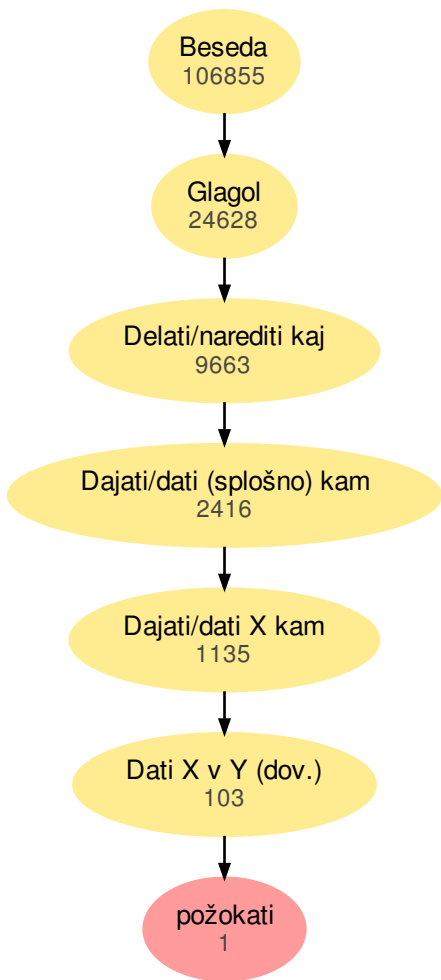 Beseda
106855
Glagol
24628
Delati/narediti kaj
9663
Dajati/dati (splošno) kam
2416
Dajati/dati X kam
1135
Dati X v Y (dov.)
103
požokati
1